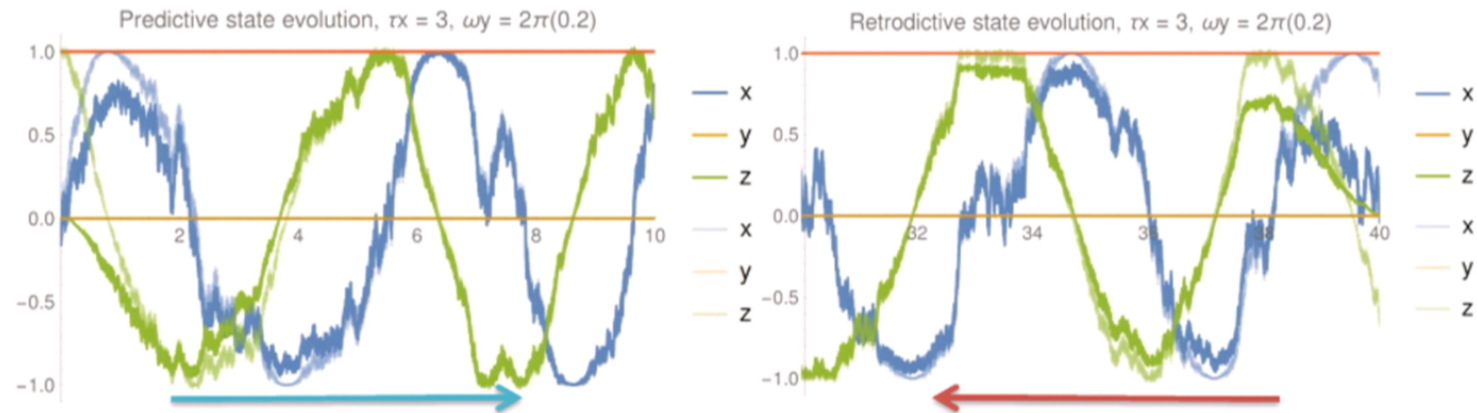 Predictive state evolution, τx = 3, ωy = 2π(0.2)
1.0
0.5
0.0
−0.5
−1.0
2 4 6 8 10
x
y
z
x
y
z
Retrodictive state evolution, τx = 3, ωy = 2π(0.2)
1.0
0.5
0.0
−0.5
−1.0
32 34 36 38 40
x
y
z
x
y
z